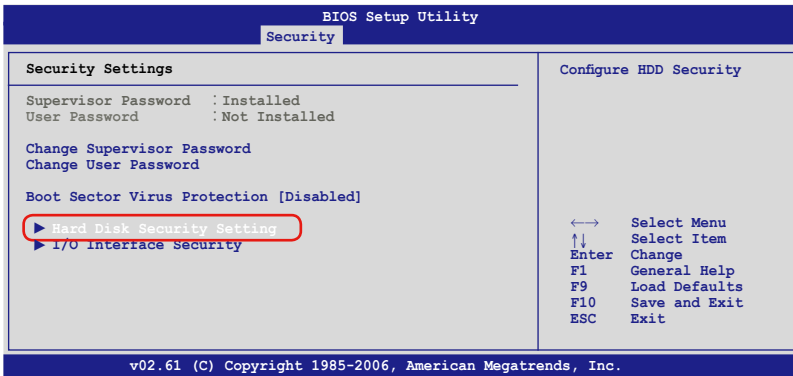 BIOS Setup Utility
Security
Security Settings
Supervisor Password : Installed
User Password : Not Installed
Change Supervisor Password
Change User Password
Boot Sector Virus Protection [Disabled]
▶ Hard Disk Security Setting
▶ I/O Interface Security
Configure HDD Security
←→ Select Menu
↑↓ Select Item
Enter Change
F1 General Help
F9 Load Defaults
F10 Save and Exit
ESC Exit
v02.61 (C) Copyright 1985-2006, American Megatrends, Inc.